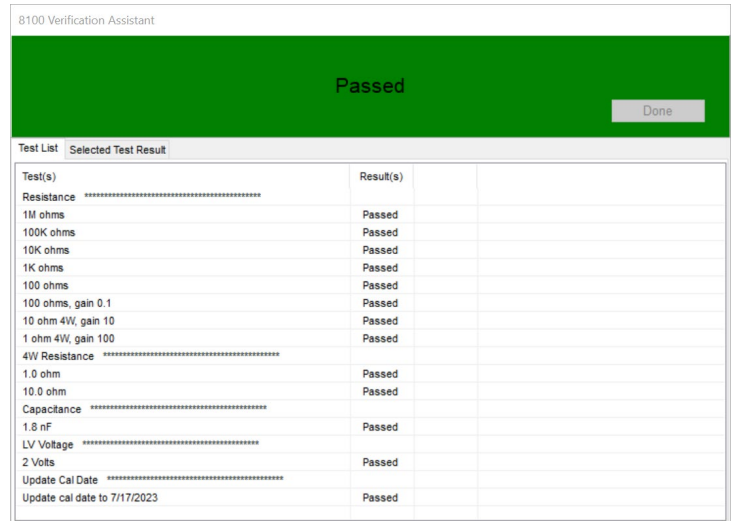 8100 Verification Assistant
Passed
Done
Test List Selected Test Result
Test(s) Result(s)
Resistance *********************************************
1M ohms Passed
100K ohms Passed
10K ohms Passed
1K ohms Passed
100 ohms Passed
100 ohms, gain 0.1 Passed
10 ohm 4W, gain 10 Passed
1 ohm 4W, gain 100 Passed
4W Resistance *********************************************
1.0 ohm Passed
10.0 ohm Passed
Capacitance *********************************************
1.8 nF Passed
LV Voltage *********************************************
2 Volts Passed
Update Cal Date *********************************************
Update cal date to 7/17/2023 Passed